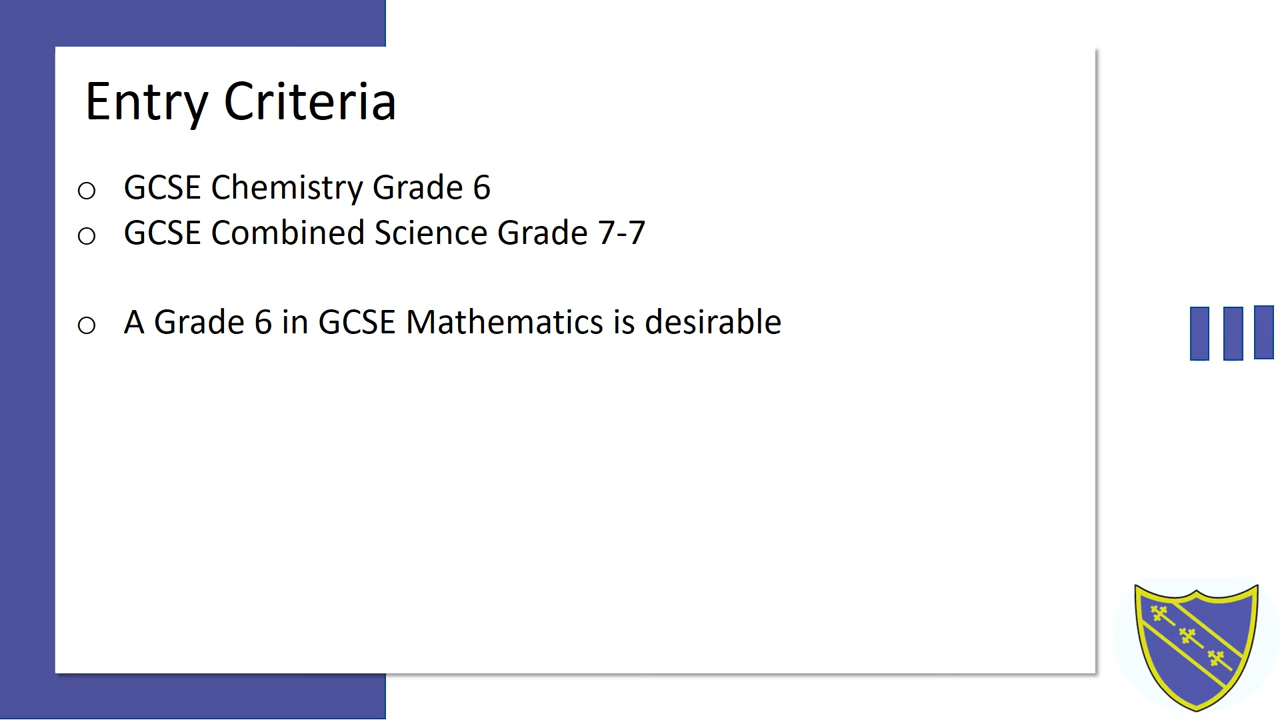 Entry Criteria
o GCSE Chemistry Grade 6
o GCSE Combined Science Grade 7-7
o A Grade 6 in GCSE Mathematics is desirable